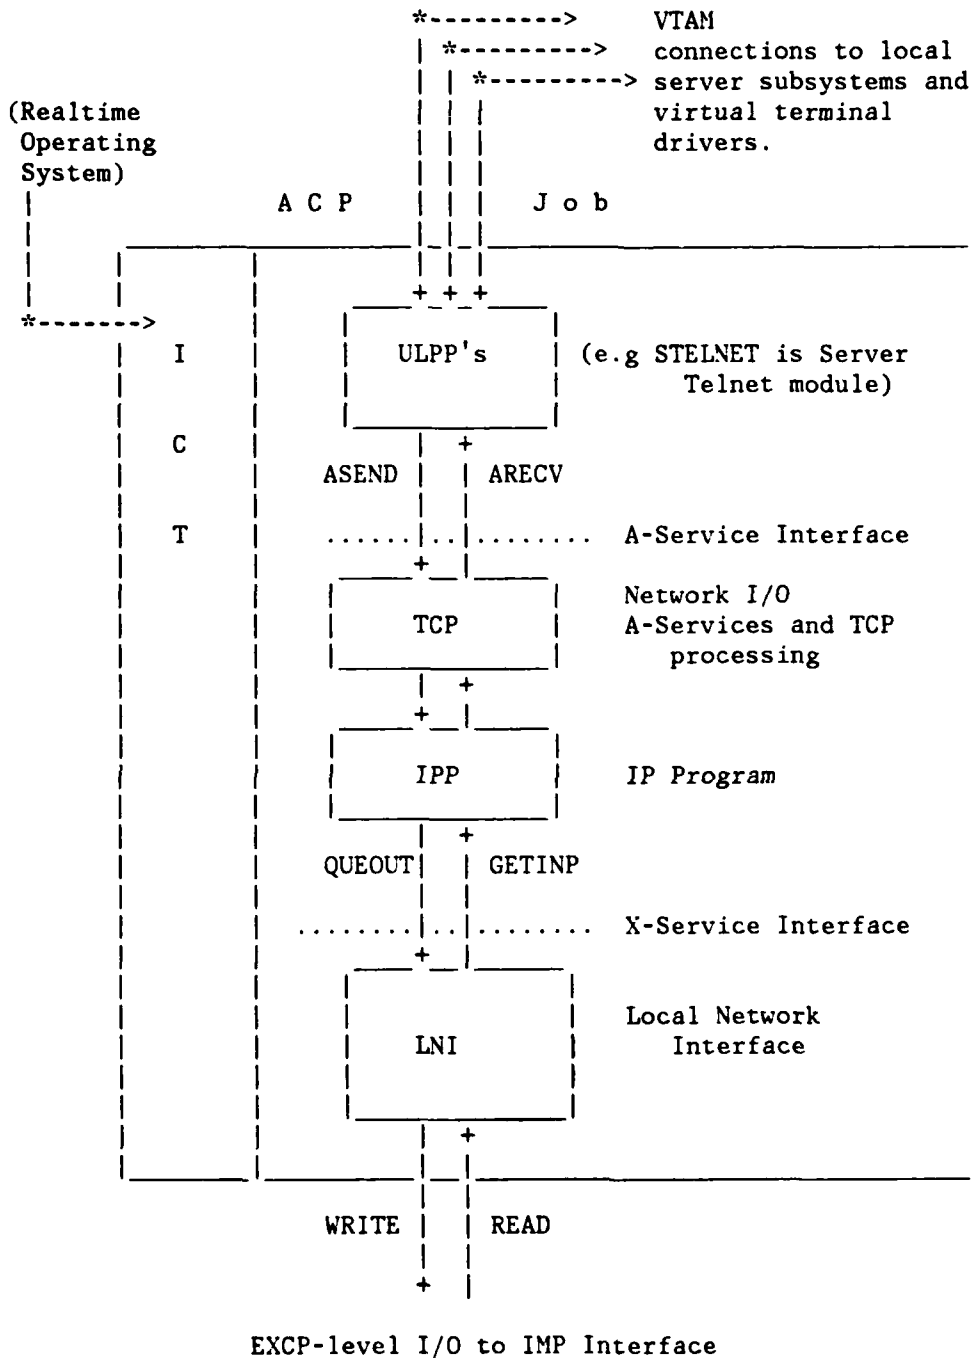 VTAM
connections to local
server subsystems and
virtual terminal
drivers.
(Realtime
Operating
System)
A C P J o b
I
C
T
ULPP's
(e.g STELNET is Server
Telnet module)
ASEND ARECV
A-Service Interface
TCP
Network I/O
A-Services and TCP
processing
IPP
IP Program
QUEOUT GETINP
X-Service Interface
LNI
Local Network
Interface
WRITE READ
EXCP-level I/O to IMP Interface